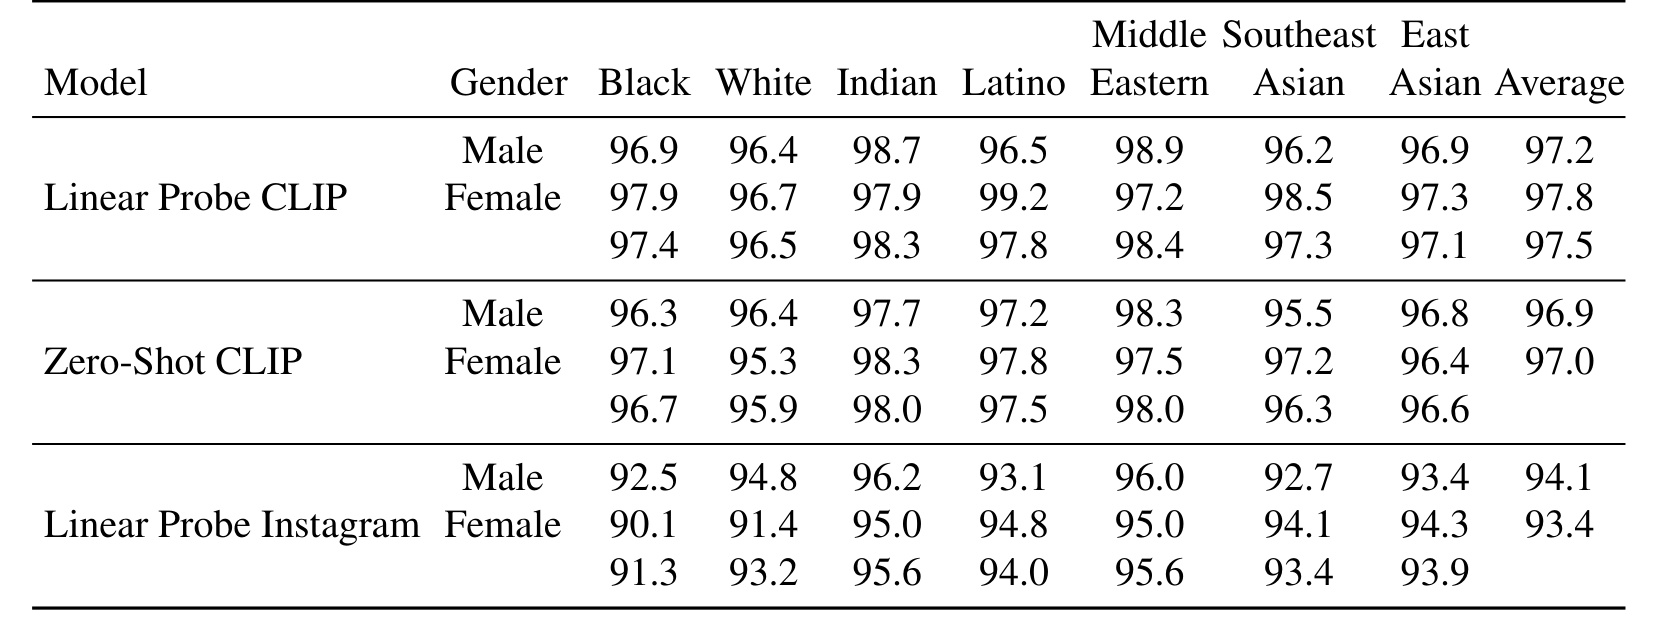 Middle Southeast East
Model Gender Black White Indian Latino Eastern Asian Asian Average
Male 96.9 96.4 98.7 96.5 98.9 96.2 96.9 97.2
Linear Probe CLIP Female 97.9 96.7 97.9 99.2 97.2 98.5 97.3 97.8
97.4 96.5 98.3 97.8 98.4 97.3 97.1 97.5
Male 96.3 96.4 97.7 97.2 98.3 95.5 96.8 96.9
Zero-Shot CLIP Female 97.1 95.3 98.3 97.8 97.5 97.2 96.4 97.0
96.7 95.9 98.0 97.5 98.0 96.3 96.6
Male 92.5 94.8 96.2 93.1 96.0 92.7 93.4 94.1
Linear Probe Instagram Female 90.1 91.4 95.0 94.8 95.0 94.1 94.3 93.4
91.3 93.2 95.6 94.0 95.6 93.4 93.9